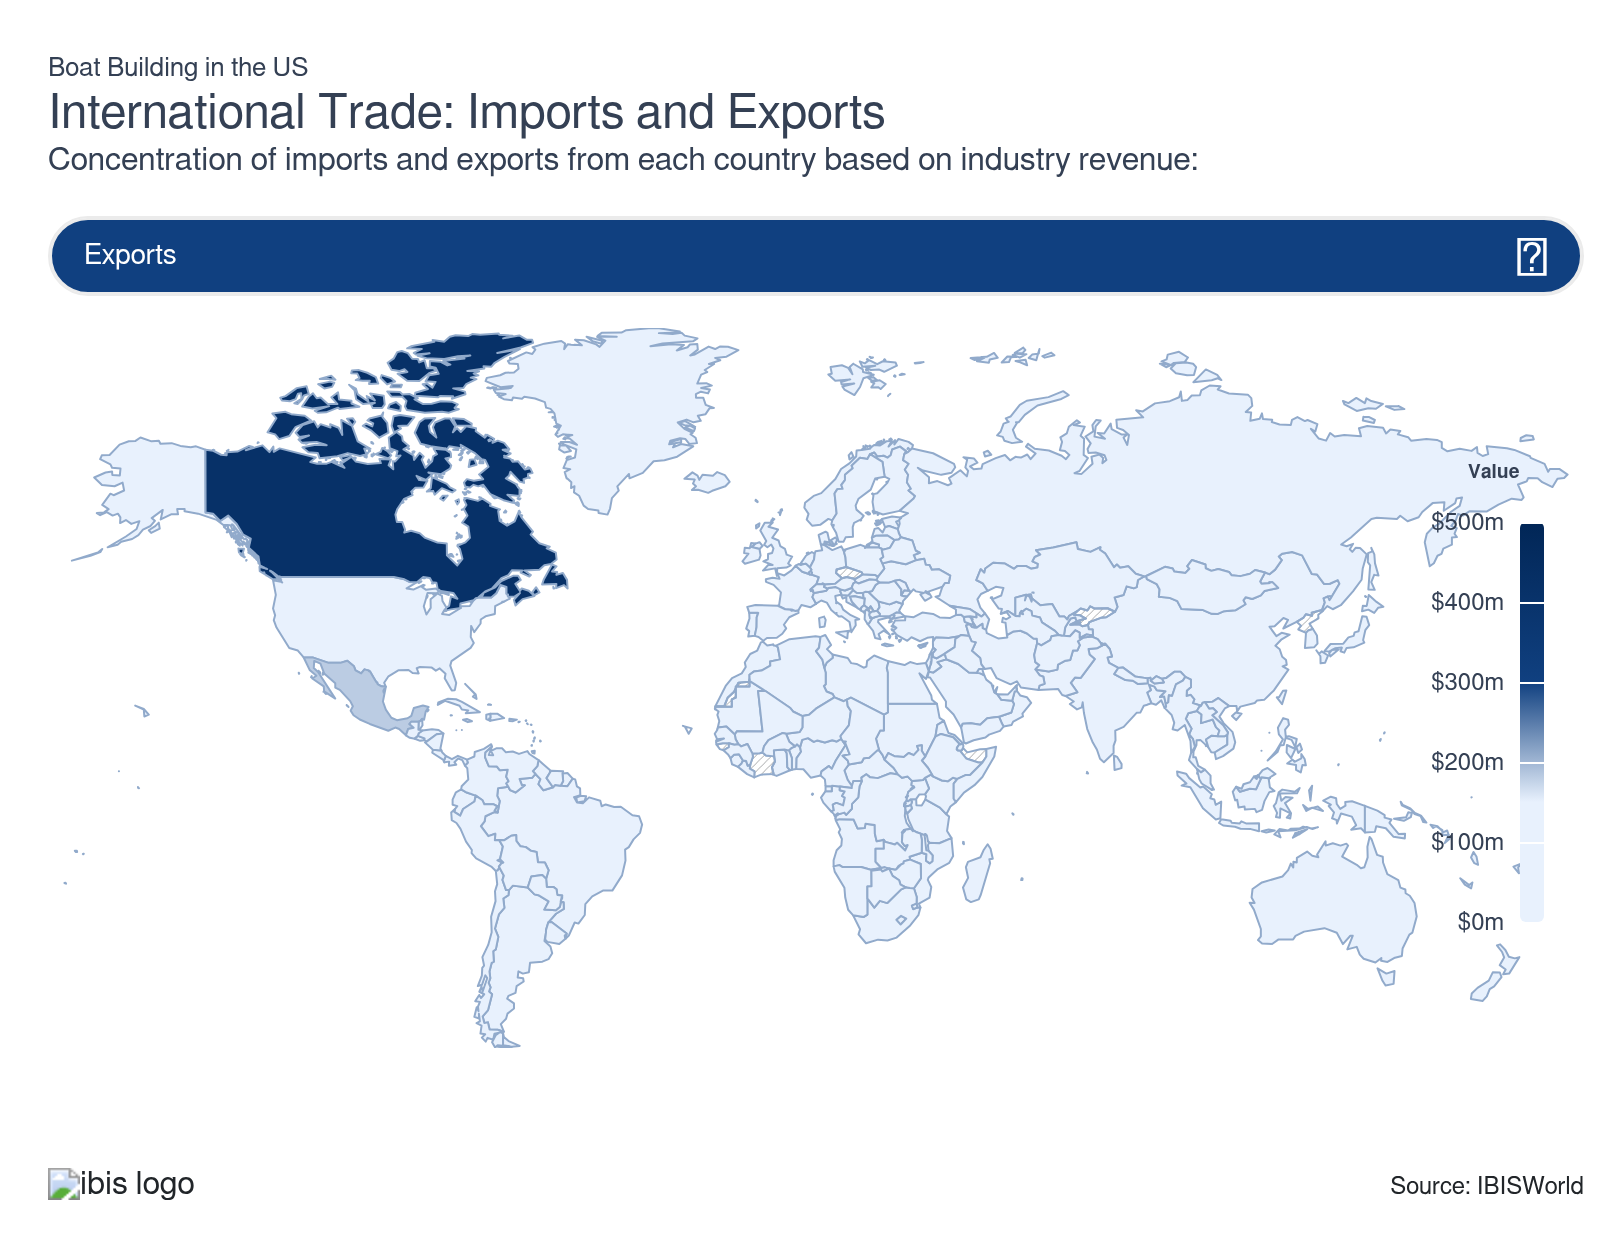 Boat Building in the US
International Trade: Imports and Exports
Concentration of imports and exports from each country based on industry revenue:
Exports
Value
$500m
$400m
$300m
$200m
$100m
$0m
ibis logo
Source: IBISWorld